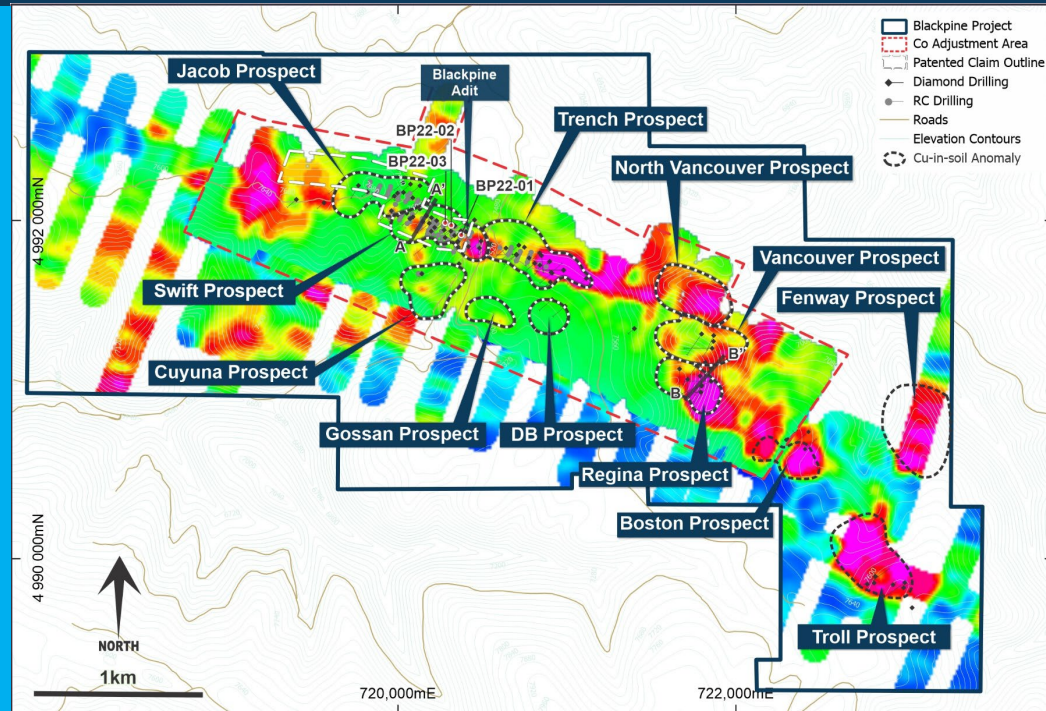 Blackpine Project
Co Adjustment Area
Patented Claim Outline
Diamond Drilling
RC Drilling
Roads
Elevation Contours
Cu-in-soil Anomaly
Jacob Prospect
Blackpine
Adit
BP22-02
BP22-03
BP22-01
Trench Prospect
North Vancouver Prospect
A'
A
4 992 000mN
Vancouver Prospect
Fenway Prospect
Swift Prospect
Cuyuna Prospect
B'
B
Gossan Prospect
DB Prospect
Regina Prospect
Boston Prospect
4 990 000mN
7600
7640
Troll Prospect
NORTH
1km
720,000mE
722,000mE